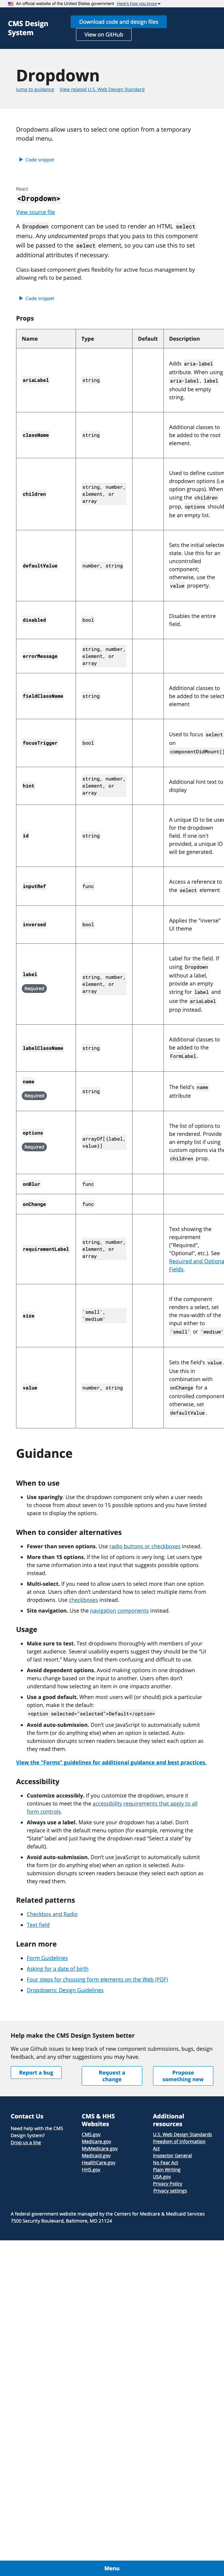 An official website of the United States government Here's how you know
CMS Design
System
Download code and design files
View on GitHub
Dropdown
Jump to guidance View related U.S. Web Design Standard
Dropdown allows users to select one option from a temporary
modal menu.
Code snippet
React
<Dropdown>
View source file
A Dropdown component can be used to render an HTML select
menu. Any undocumented props that you pass to this component
will be passed to the select element, so you can use this to set
additional attributes if necessary.
Class-based component gives flexibility for active focus management by
allowing refs to be passed.
Code snippet
Props
Name Type Default Description
ariaLabel string Adds aria-label
attribute. When using
aria-label, label
should be empty
string.
className string Additional classes to
be added to the root
element.
children string, number,
element, or
array
Used to define custom
dropdown options (i.e.
option groups). When
using the children
prop, options should
be an empty list.
defaultValue number, string Sets the initial selected
state. Use this for an
uncontrolled
component;
otherwise, use the
value property.
disabled bool Disables the entire
field.
errorMessage string, number,
element, or
array
fieldClassName string Additional classes to
be added to the select
element
focusTrigger bool Used to focus select
on
componentDidMount()
hint string, number,
element, or
array
Additional hint text to
display
id string A unique ID to be used
for the dropdown
field. If one isn't
provided, a unique ID
will be generated.
inputRef func Access a reference to
the select element
inversed bool Applies the "inverse"
UI theme
label
Required
string, number,
element, or
array
Label for the field. If
using Dropdown
without a label,
provide an empty
string for label and
use the ariaLabel
prop instead.
labelClassName string Additional classes to
be added to the
FormLabel.
name
Required
string The field's name
attribute
options
Required
arrayOf[{label,
value}]
The list of options to
be rendered. Provide
an empty list if using
custom options via the
children prop.
onBlur func
onChange func
requirementLabel string, number,
element, or
array
Text showing the
requirement
("Required",
"Optional", etc.). See
Required and Optional
Fields.
size 'small',
'medium'
If the component
renders a select, set
the max-width of the
input either to
'small' or 'medium'
value number, string Sets the field's value.
Use this in
combination with
onChange for a
controlled component;
otherwise, set
defaultValue.
Guidance
When to use
Use sparingly. Use the dropdown component only when a user needs
to choose from about seven to 15 possible options and you have limited
space to display the options.
When to consider alternatives
Fewer than seven options. Use radio buttons or checkboxes instead.
More than 15 options. If the list of options is very long. Let users type
the same information into a text input that suggests possible options
instead.
Multi-select. If you need to allow users to select more than one option
at once. Users often don't understand how to select multiple items from
dropdowns. Use checkboxes instead.
Site navigation. Use the navigation components instead.
Usage
Make sure to test. Test dropdowns thoroughly with members of your
target audience. Several usability experts suggest they should be the “UI
of last resort.” Many users find them confusing and difficult to use.
Avoid dependent options. Avoid making options in one dropdown
menu change based on the input to another. Users often don't
understand how selecting an item in one impacts another.
Use a good default. When most users will (or should) pick a particular
option, make it the default:
<option selected="selected">Default</option>
Avoid auto-submission. Don't use JavaScript to automatically submit
the form (or do anything else) when an option is selected. Auto-
submission disrupts screen readers because they select each option as
they read them.
View the "Forms" guidelines for additional guidance and best practices.
Accessibility
Customize accessibly. If you customize the dropdown, ensure it
continues to meet the the accessibility requirements that apply to all
form controls.
Always use a label. Make sure your dropdown has a label. Don't
replace it with the default menu option (for example, removing the
“State” label and just having the dropdown read “Select a state” by
default).
Avoid auto-submission. Don't use JavaScript to automatically submit
the form (or do anything else) when an option is selected. Auto-
submission disrupts screen readers because they select each option as
they read them.
Related patterns
Checkbox and Radio
Text field
Learn more
Form Guidelines
Asking for a date of birth
Four steps for choosing form elements on the Web (PDF)
Dropdowns: Design Guidelines
Help make the CMS Design System better
We use Github issues to keep track of new component requests, bugs, design
proposals, and any other suggestions you may have.
Report a bug
Request a
change
Propose
something new
Contact Us
Need help with the CMS
Design System?
Drop us a line
CMS & HHS
Websites
CMS.gov
Medicare.gov
MyMedicare.gov
Medicaid.gov
HealthCare.gov
HHS.gov
Additional
resources
U.S. Web Design Standards
Freedom of Information
Act
Inspector General
No Fear Act
Plain Writing
USA.gov
Privacy Policy
Privacy settings
A federal government website managed by the Centers for Medicare & Medicaid Services
7500 Security Boulevard, Baltimore, MD 21124
Menu